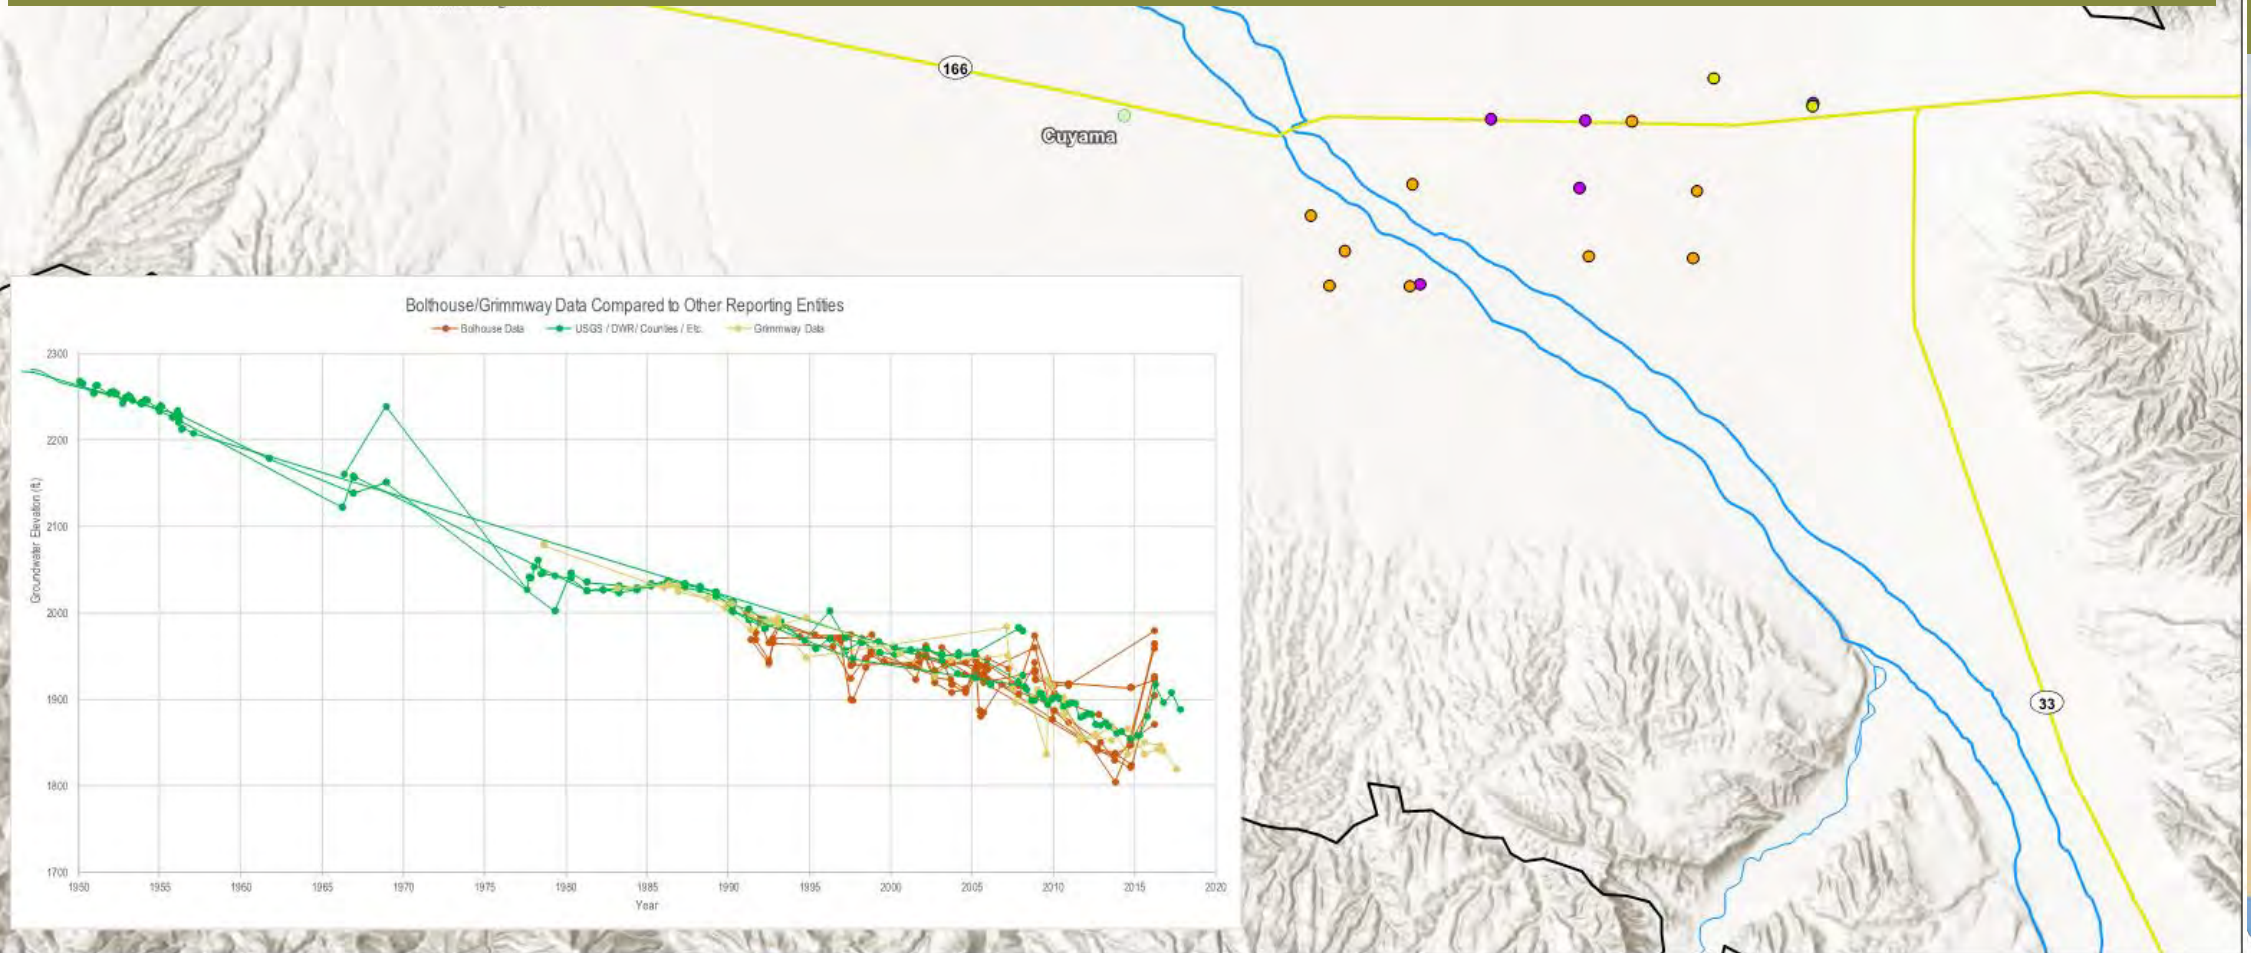 166
Cuyama
Bolthouse/Grimmway Data Compared to Other Reporting Entities
Bolhouse Data USGS / DWR/ Counties / Etc. Grimmway Data
2300
2200
2100
2000
1900
1800
1700
Groundwater Elevation (ft.)
1950 1955 1960 1965 1970 1975 1980 1985 1990 1995 2000 2005 2010 2015 2020
Year
33